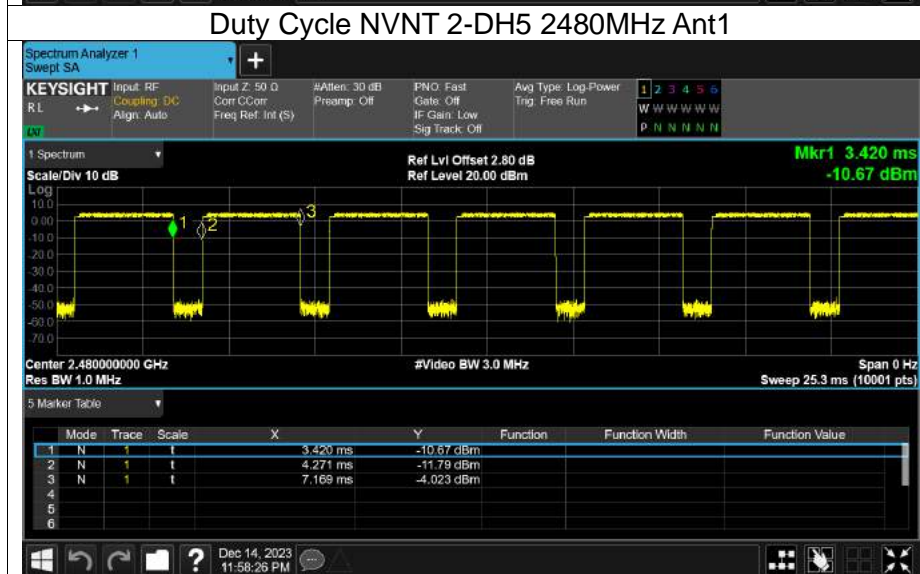 Duty Cycle NVNT 2-DH5 2480MHz Ant1
Spectrum Analyzer 1
Swept SA
+
KEYSIGHT Input: RF Input Z: 50 Ω #Atten: 30 dB PNO: Fast Avg Type: Log-Power 1 2 3 4 5 6
RL Coupling: DC Corr CCorr Preamp: Off Gate: Off Trig: Free Run W W W W W W
Align: Auto Freq Ref: Int (S) IF Gain: Low
Sig Track: Off P N N N N N
LXI
1 Spectrum Ref Lvl Offset 2.80 dB Mkr1 3.420 ms
Scale/Div 10 dB Ref Level 20.00 dBm -10.67 dBm
Log
10.0
0.00
-10.0
-20.0
-30.0
-40.0
-50.0
-60.0
-70.0
1 2 3
Center 2.480000000 GHz #Video BW 3.0 MHz Span 0 Hz
Res BW 1.0 MHz Sweep 25.3 ms (10001 pts)
5 Marker Table
Mode Trace Scale X Y Function Function Width Function Value
1 N 1 t 3.420 ms -10.67 dBm
2 N 1 t 4.271 ms -11.79 dBm
3 N 1 t 7.169 ms -4.023 dBm
4
5
6
? Dec 14, 2023
11:58:26 PM